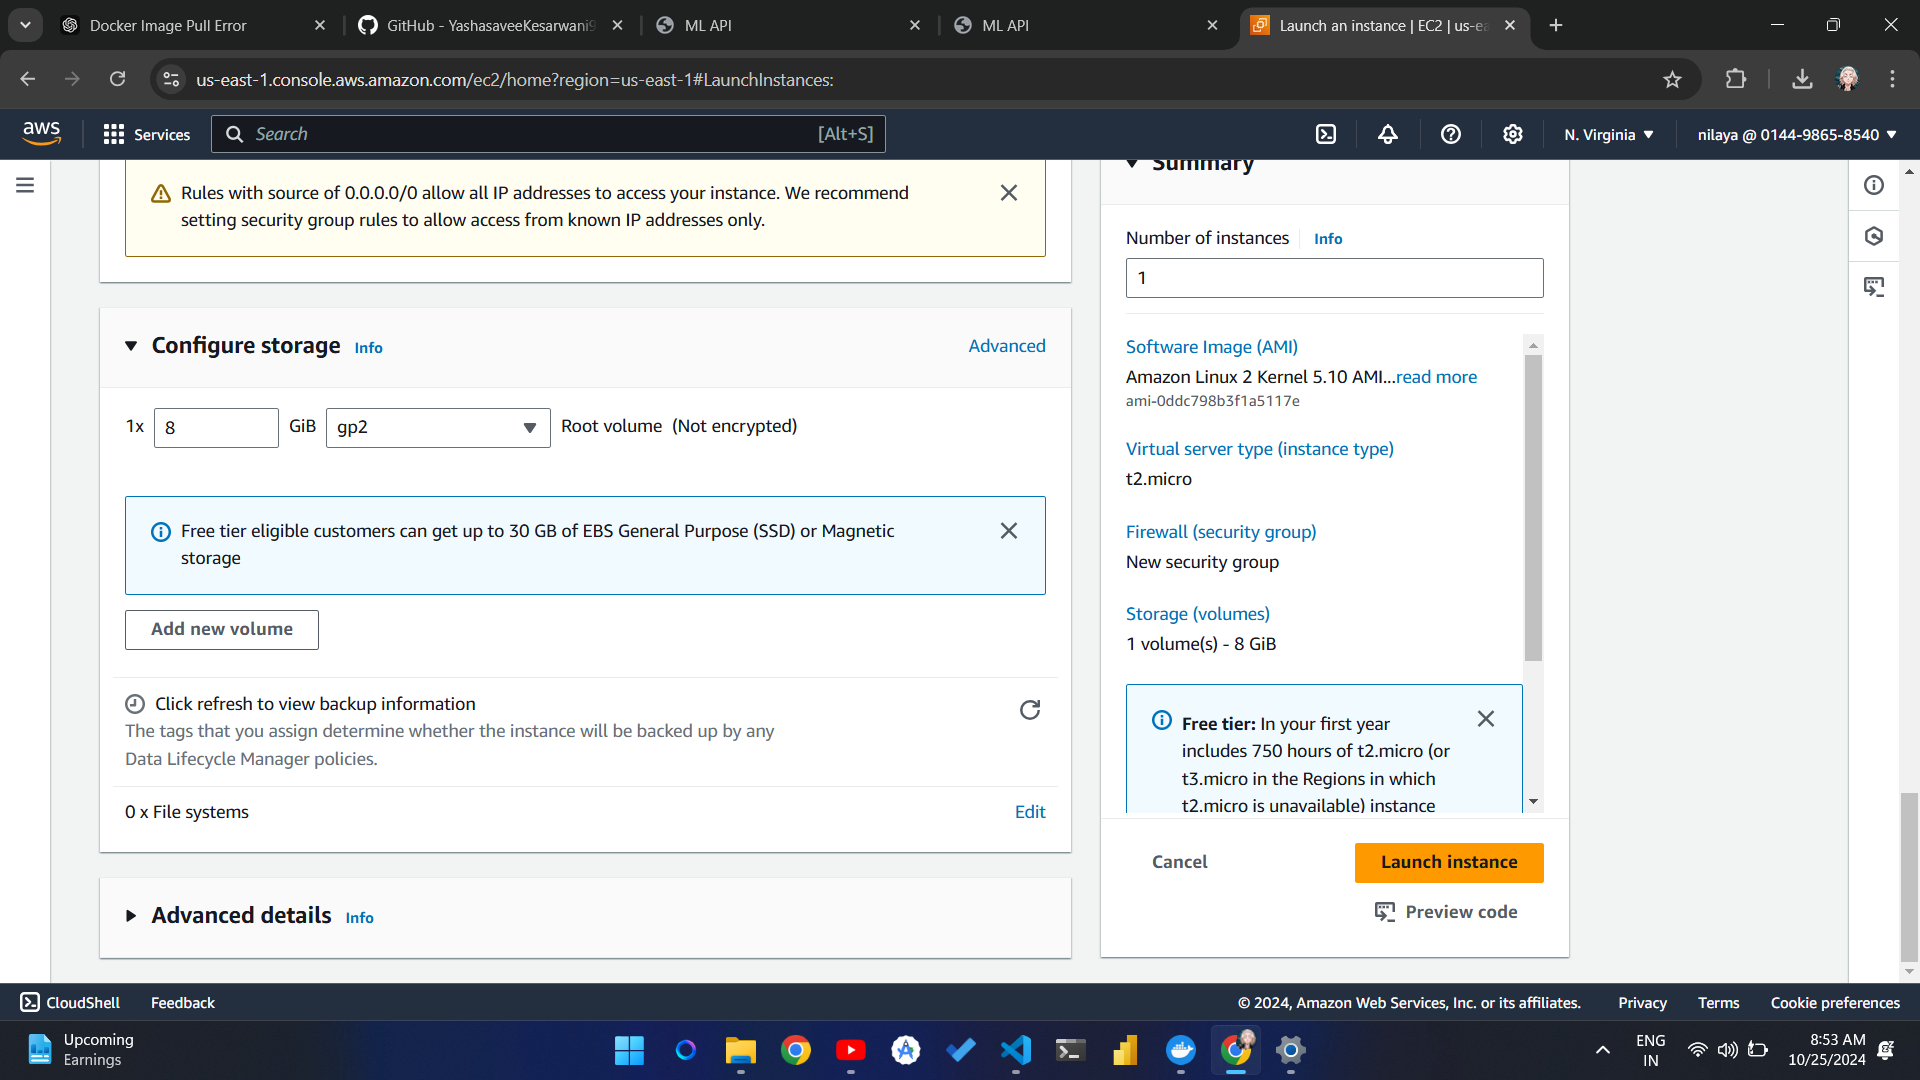 Docker Image Pull Error
GitHub - YashasaveeKesarwani9
ML API
ML API
Launch an instance | EC2 | us-ea
us-east-1.console.aws.amazon.com/ec2/home?region=us-east-1#LaunchInstances:
aws
Services
Search
[Alt+S]
N. Virginia
nilaya @ 0144-9865-8540
Rules with source of 0.0.0.0/0 allow all IP addresses to access your instance. We recommend
setting security group rules to allow access from known IP addresses only.
Configure storage Info
Advanced
1x 8 GiB gp2 Root volume (Not encrypted)
Free tier eligible customers can get up to 30 GB of EBS General Purpose (SSD) or Magnetic
storage
Add new volume
Click refresh to view backup information
The tags that you assign determine whether the instance will be backed up by any
Data Lifecycle Manager policies.
0 x File systems
Edit
Advanced details Info
Summary
Number of instances Info
1
Software Image (AMI)
Amazon Linux 2 Kernel 5.10 AMI...read more
ami-0ddc798b3f1a5117e
Virtual server type (instance type)
t2.micro
Firewall (security group)
New security group
Storage (volumes)
1 volume(s) - 8 GiB
Free tier: In your first year
includes 750 hours of t2.micro (or
t3.micro in the Regions in which
t2.micro is unavailable) instance
Cancel
Launch instance
Preview code
CloudShell
Feedback
© 2024, Amazon Web Services, Inc. or its affiliates.
Privacy
Terms
Cookie preferences
Upcoming
Earnings
ENG
IN
8:53 AM
10/25/2024